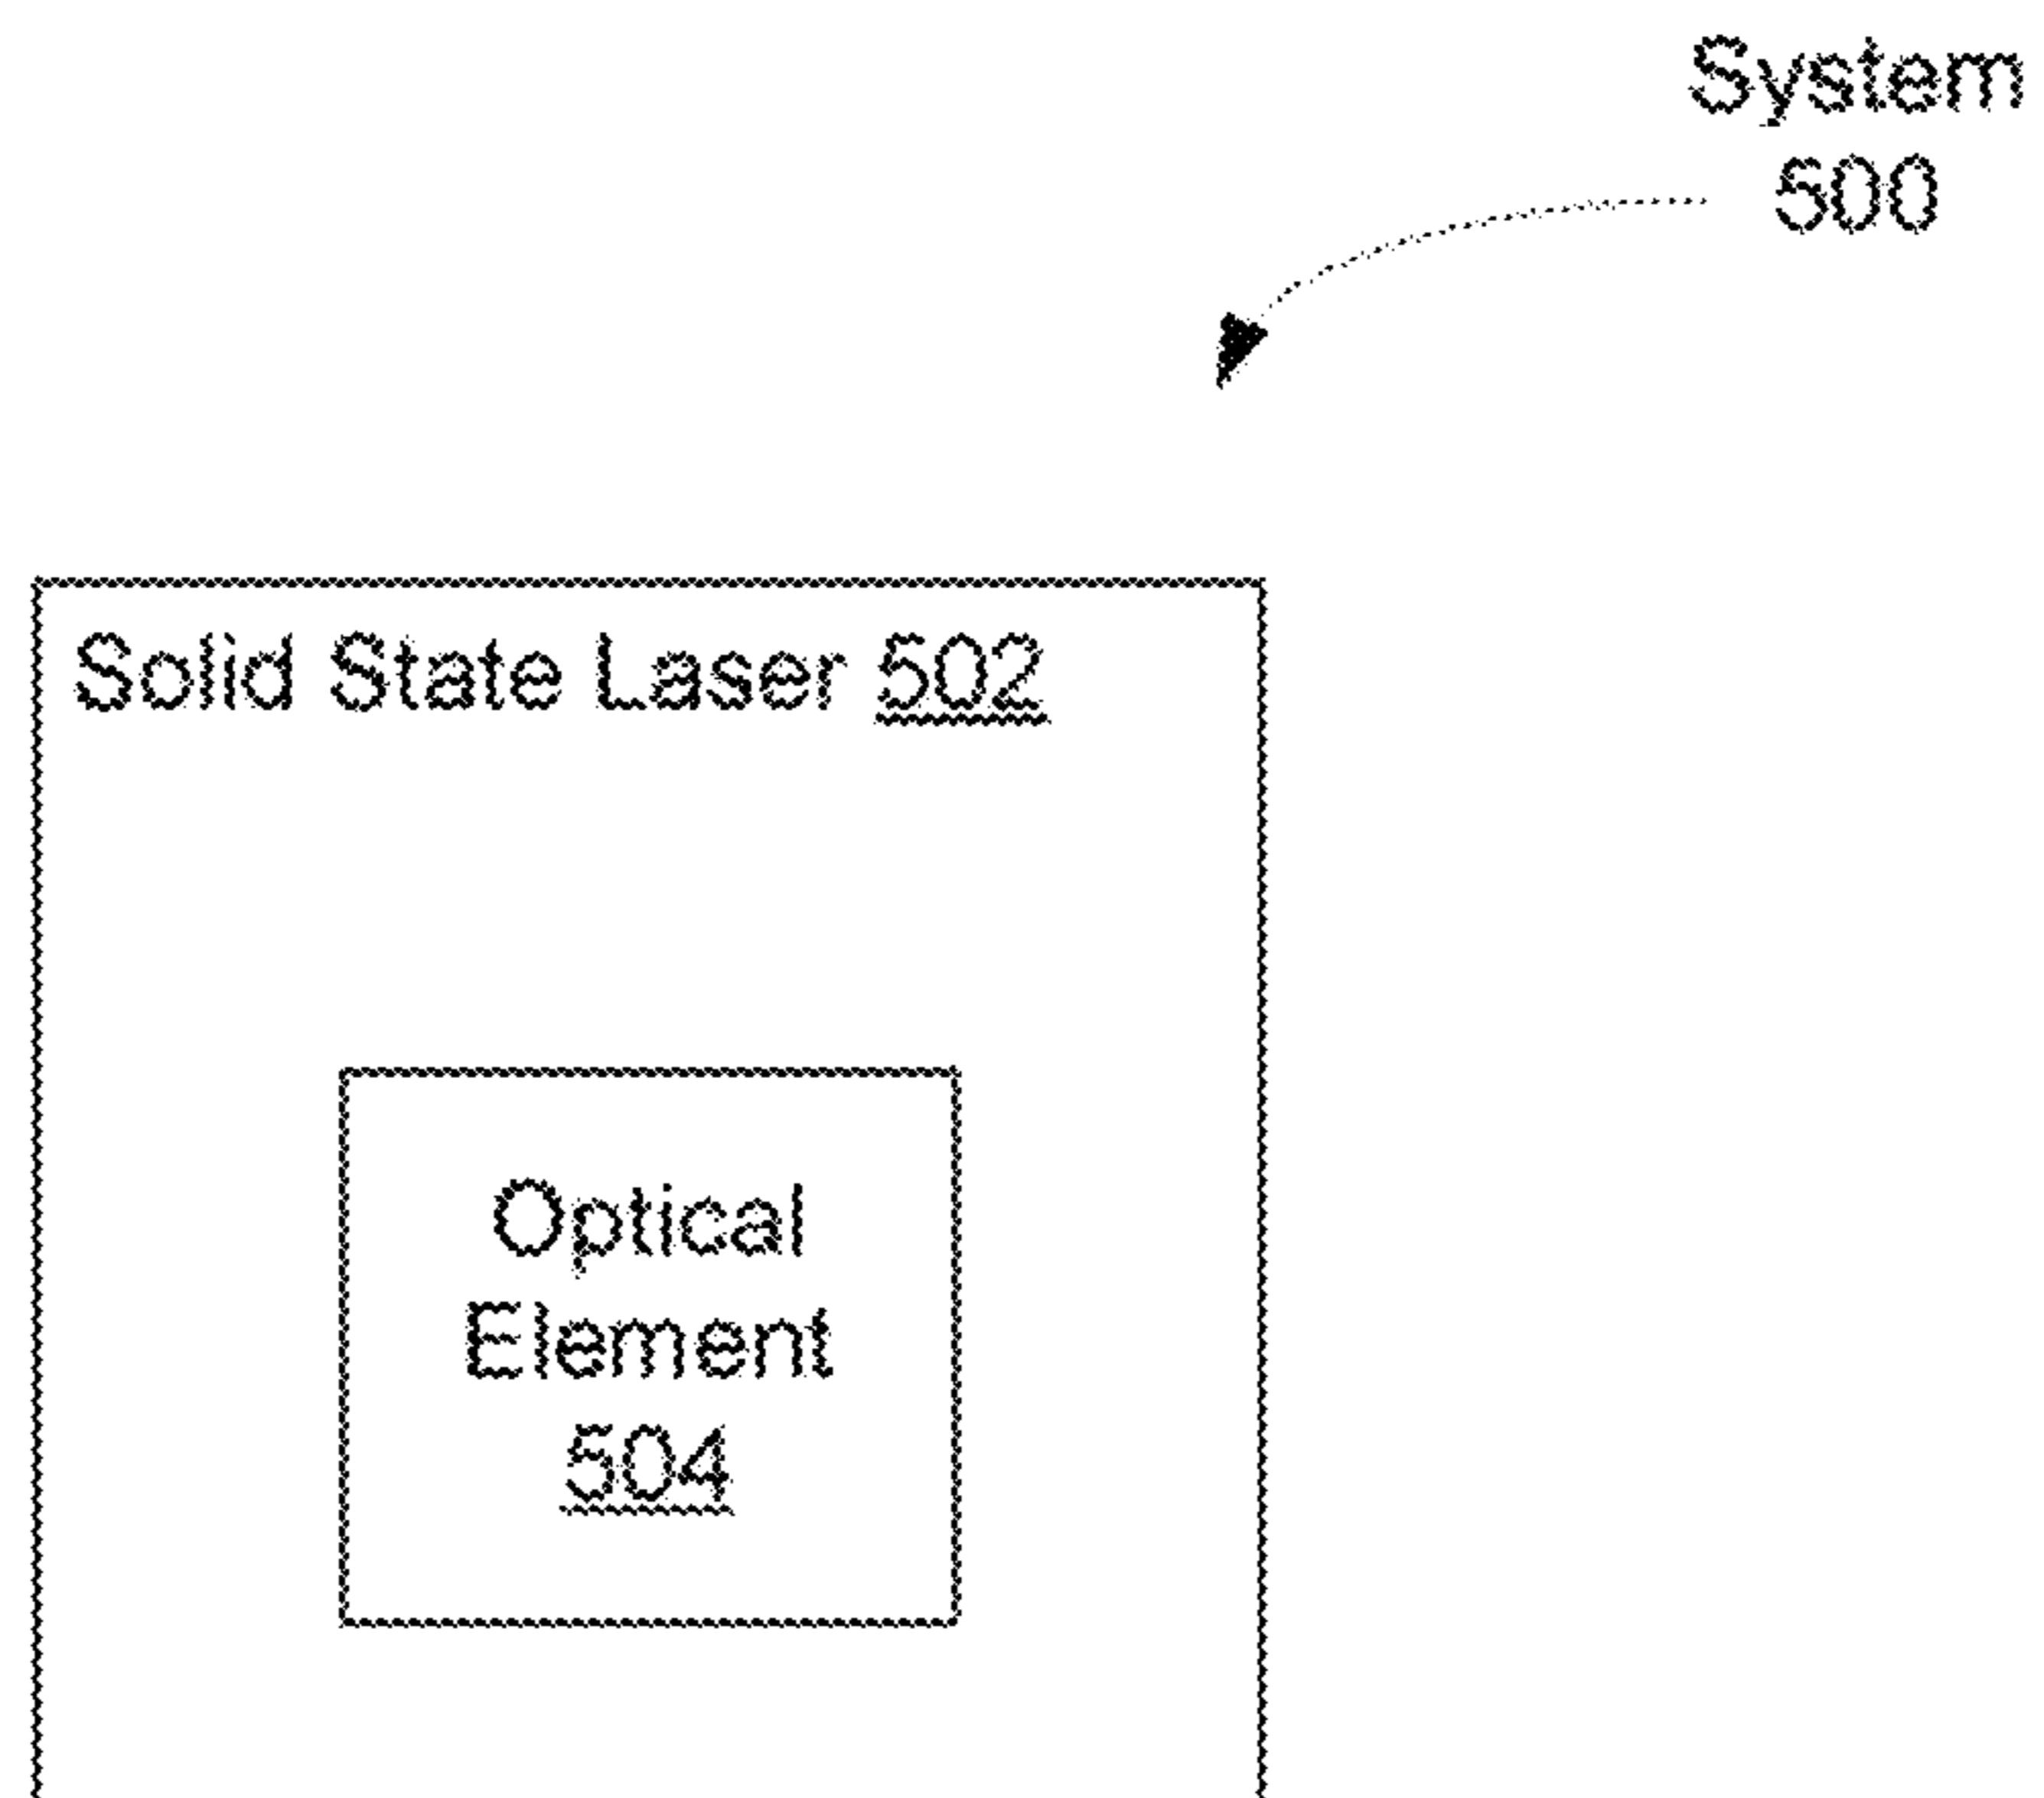 System
500
Solid State Laser 502
Optical
Element
504